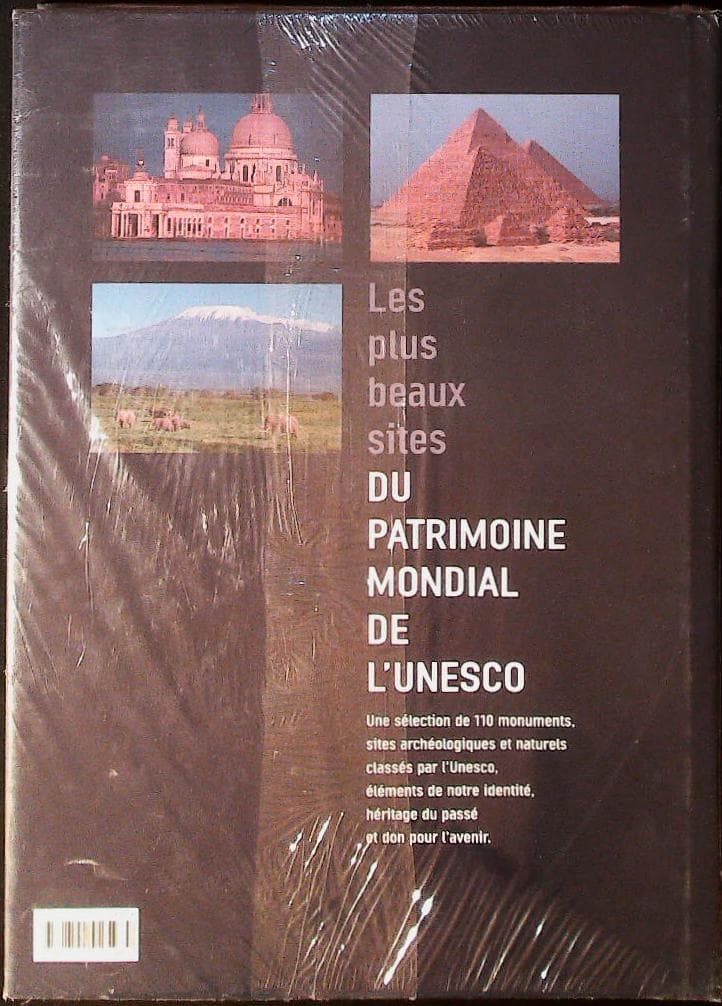 Les
plus
beaux
sites
DU
PATRIMOINE
MONDIAL
DE
L'UNESCO
Une sélection de 110 monuments,
sites archéologiques et naturels
classés par l'Unesco,
éléments de notre identité,
héritage du passé
et don pour l'avenir.